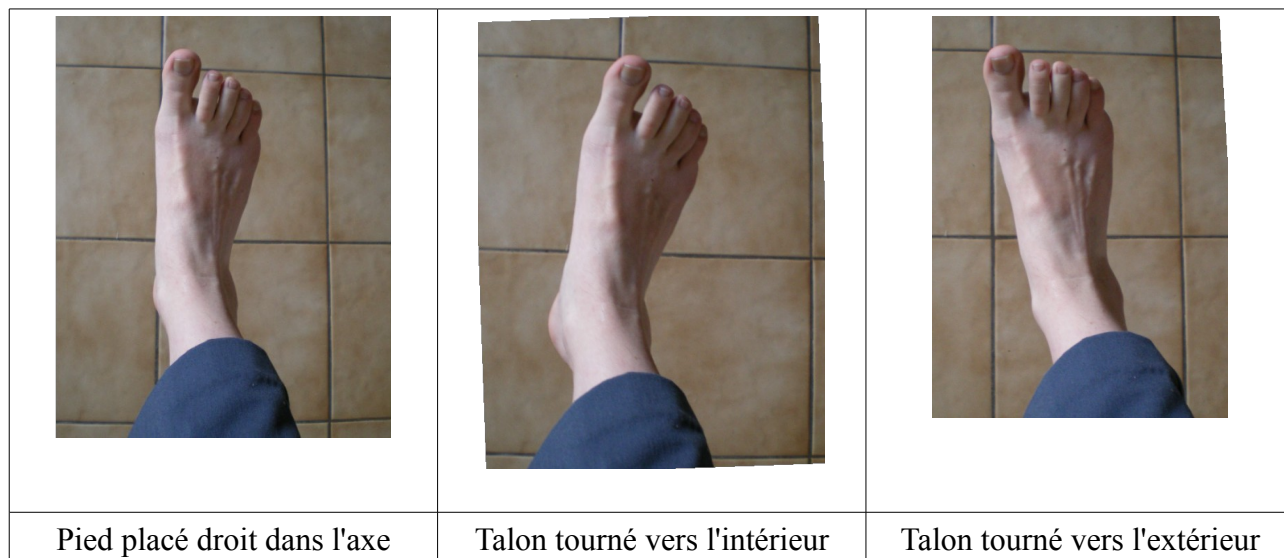 Pied placé droit dans l'axe
Talon tourné vers l'intérieur
Talon tourné vers l'extérieur